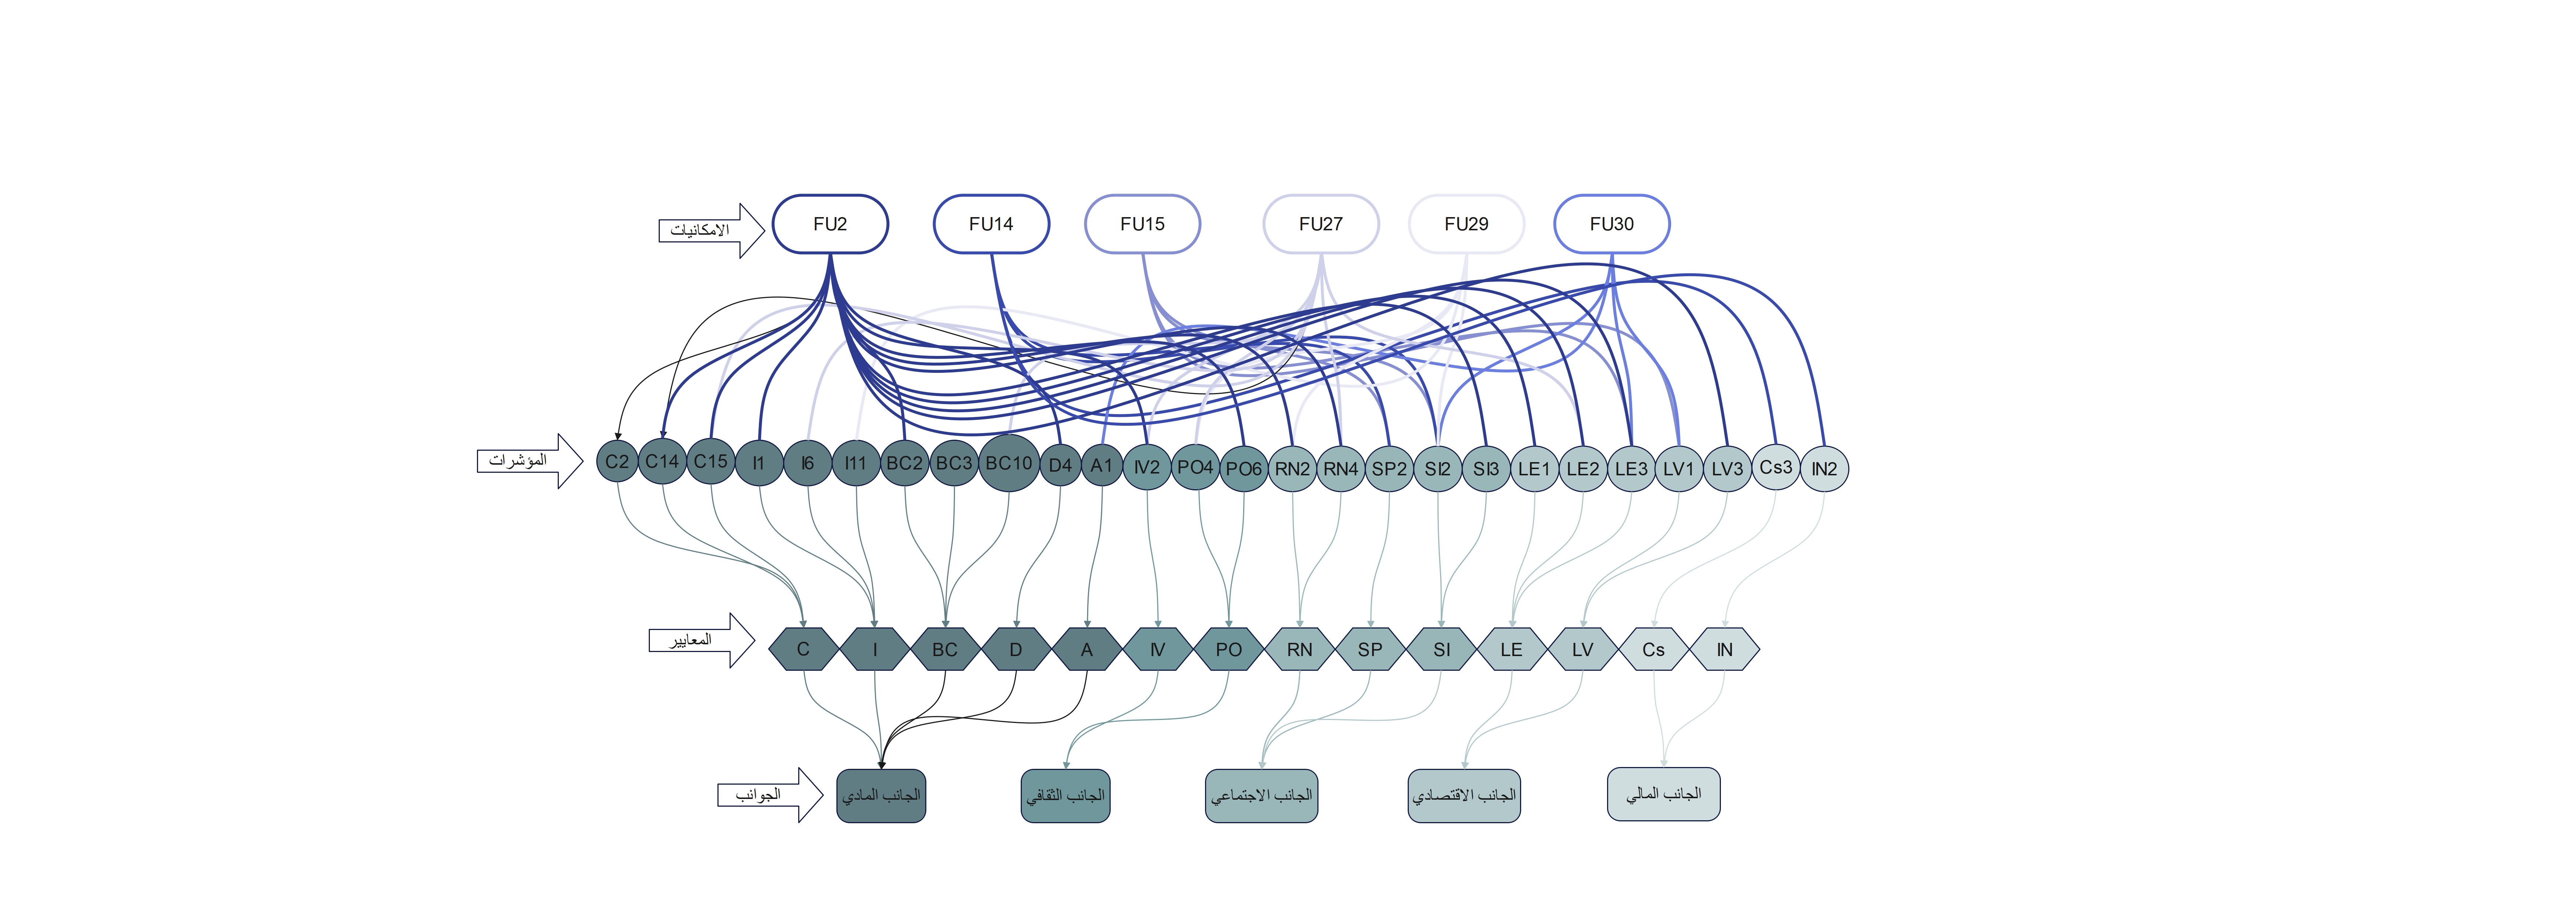 الامكانيات
FU2
FU14
FU15
FU27
FU29
FU30
المؤشرات
C2
C14
C15
I1
I6
I11
BC2
BC3
BC10
D4
A1
IV2
PO4
PO6
RN2
RN4
SP2
SI2
SI3
LE1
LE2
LE3
LV1
LV3
Cs3
IN2
المعايير
C
I
BC
D
A
IV
PO
RN
SP
SI
LE
LV
Cs
IN
الجوانب
الجانب المادي
الجانب الثقافي
الجانب الاجتماعي
الجانب الاقتصادي
الجانب المالي